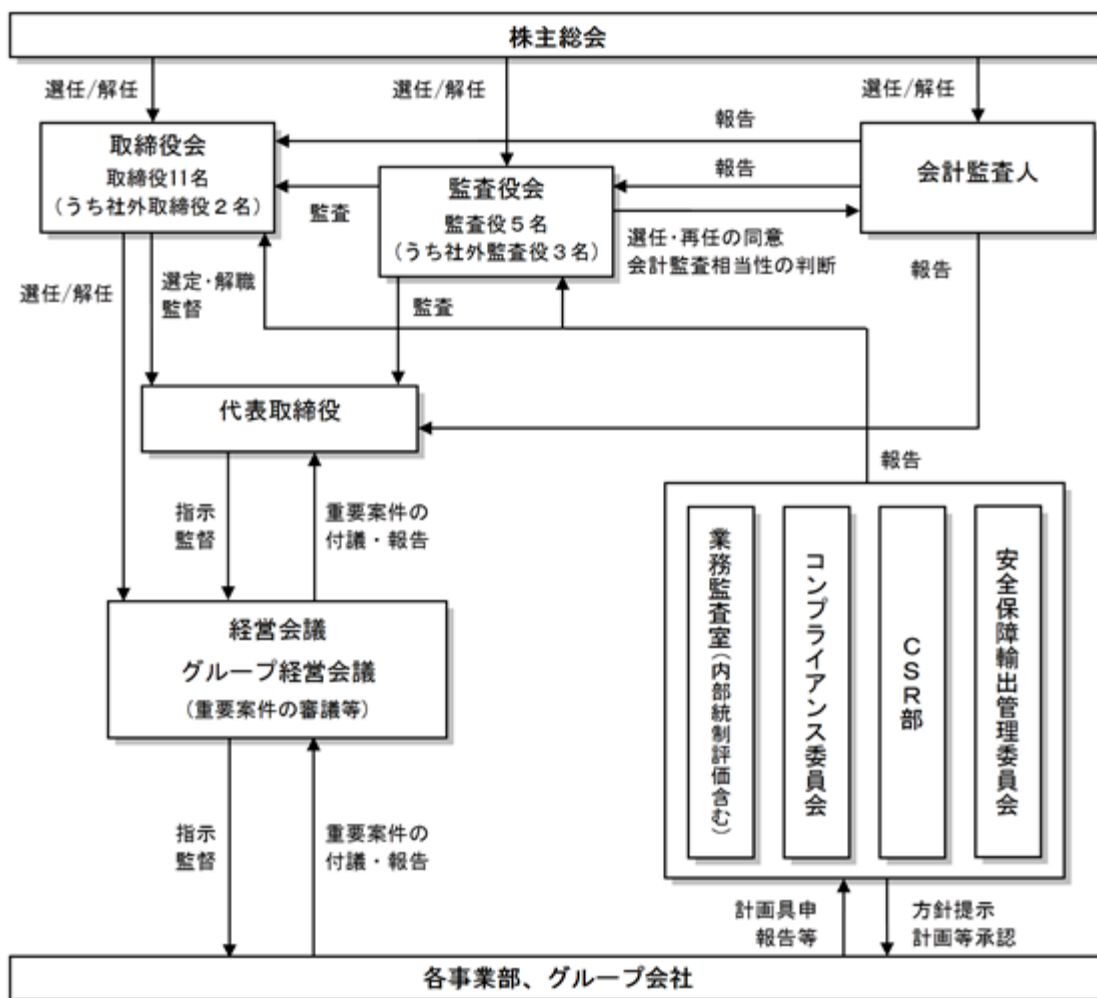 株主総会
選任/解任
選任/解任
選任/解任
取締役会
取締役11名
(うち社外取締役2名)
報告
会計監査人
監査役会
監査役5名
(うち社外監査役3名)
報告
監査
選任・再任の同意
会計監査相当性の判断
選任/解任
選定・解職
監督
監査
報告
代表取締役
報告
指示
監督
重要案件の
付議・報告
業務監査室(内部統制評価含む)
コンプライアンス委員会
CSR部
安全保障輸出管理委員会
経営会議
グループ経営会議
(重要案件の審議等)
指示
監督
重要案件の
付議・報告
計画具申
報告等
方針提示
計画等承認
各事業部、グループ会社